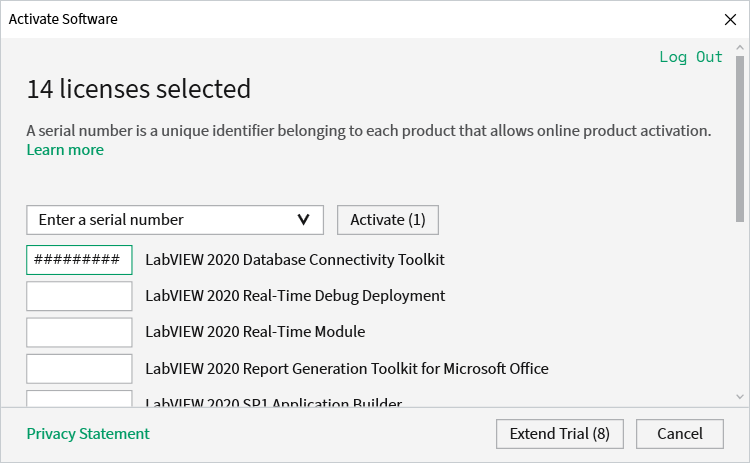 Activate Software
Log Out
14 licenses selected
A serial number is a unique identifier belonging to each product that allows online product activation.
Learn more
Enter a serial number
Activate (1)
######### LabVIEW 2020 Database Connectivity Toolkit
LabVIEW 2020 Real-Time Debug Deployment
LabVIEW 2020 Real-Time Module
LabVIEW 2020 Report Generation Toolkit for Microsoft Office
LabVIEW 2020 SP1 Application Builder
Privacy Statement
Extend Trial (8)
Cancel